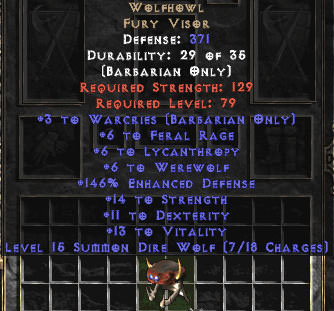 Wolfhowl
Fury Visor
Defense: 371
Durability: 29 of 35
(Barbarian Only)
Required Strength: 129
Required Level: 79
+3 to Warcries (Barbarian Only)
+6 to Feral Rage
+6 to Lycanthropy
+6 to Werewolf
+146% Enhanced Defense
+14 to Strength
+11 to Dexterity
+13 to Vitality
Level 15 Summon Dire Wolf (7/18 Charges)